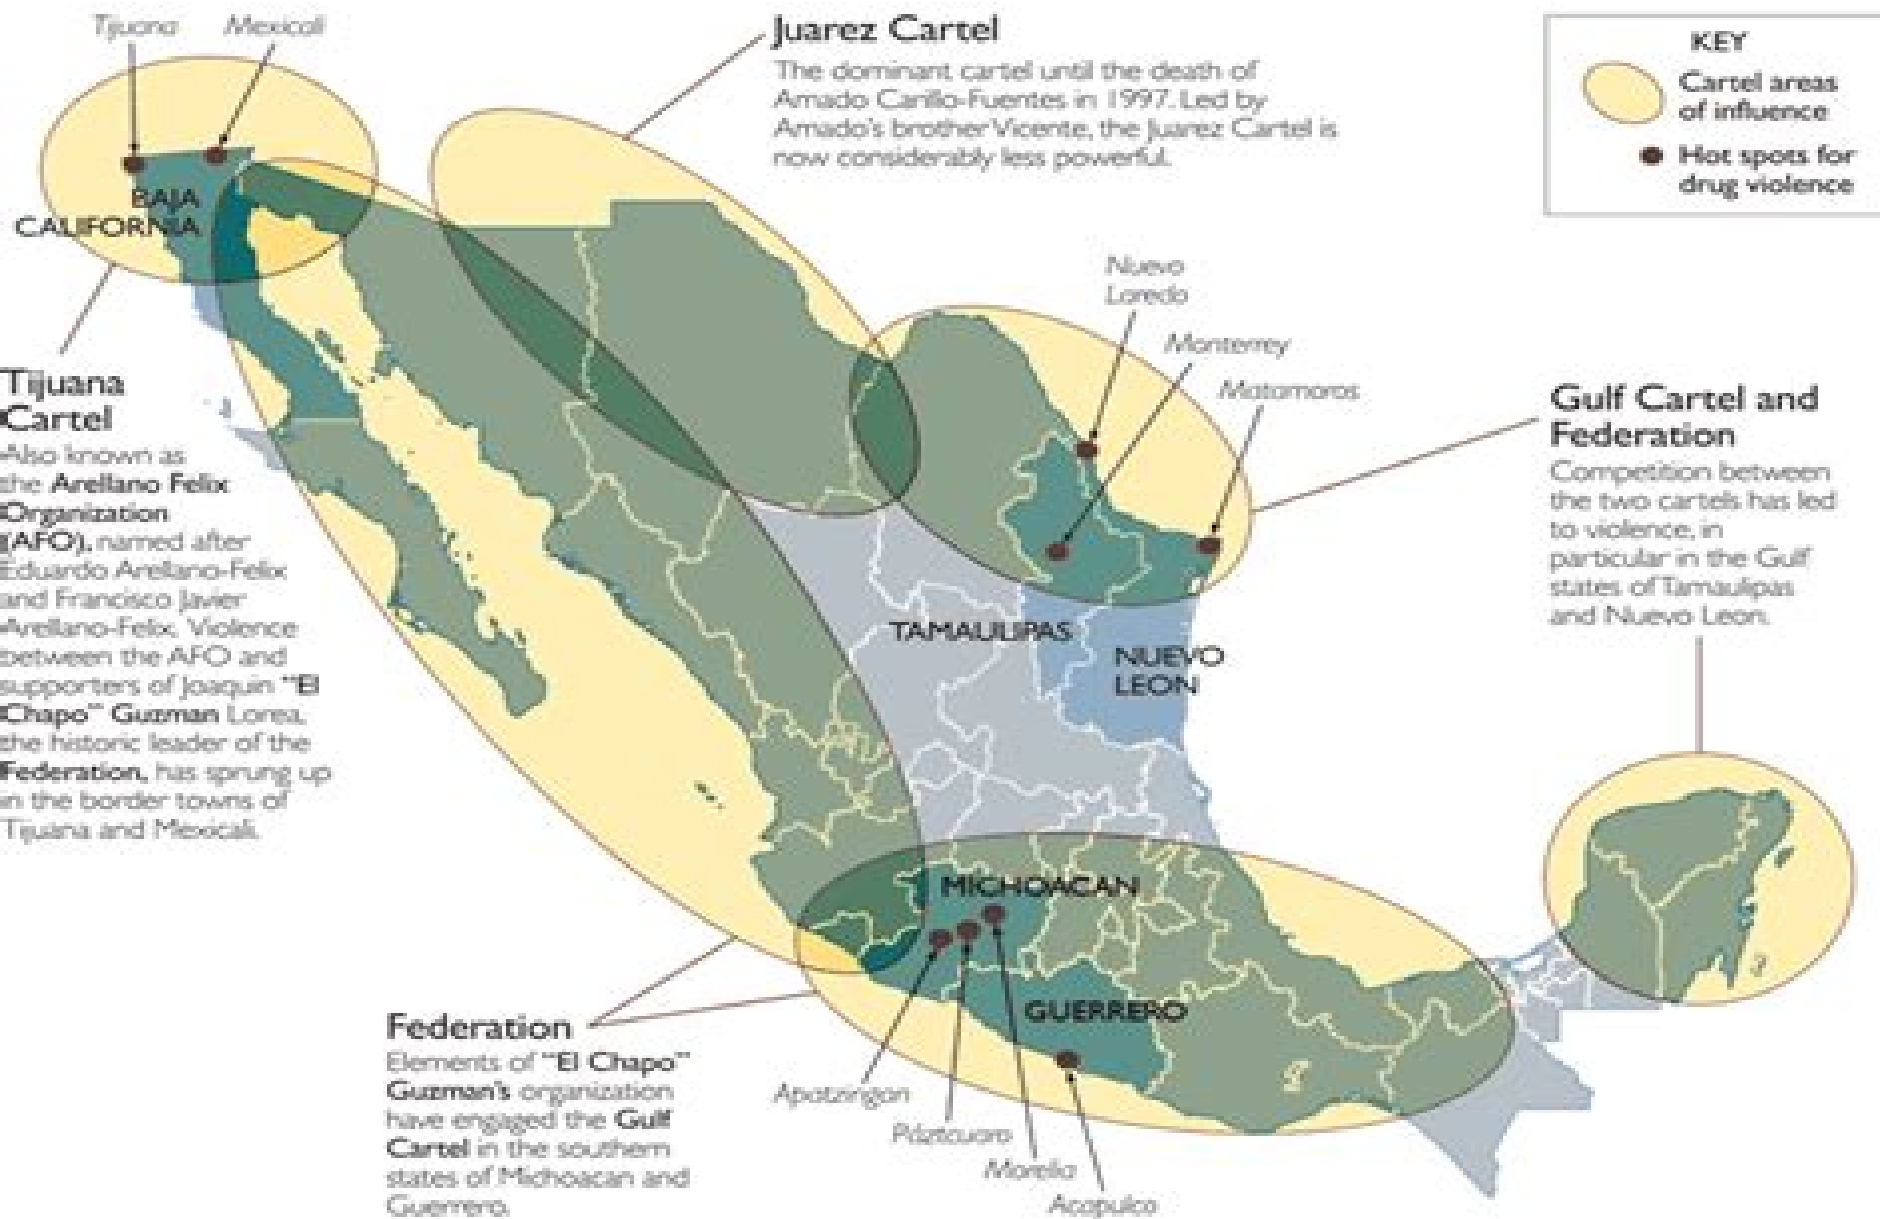 Tijuana
Mexicali
Juarez Cartel
The dominant cartel until the death of
Amado Carillo-Fuentes in 1997. Led by
Amado's brother Vicente, the Juarez Cartel is
now considerably less powerful.
KEY
Cartel areas
of influence
Hot spots for
drug violence
BAJA
CALIFORNIA
Nuevo
Loredo
Monterrey
Matamoros
Tijuana
Cartel
Also known as
the Arellano Felix
Organization
(AFO), named after
Eduardo Arellano-Felix
and Francisco Javier
Arellano-Felix. Violence
between the AFO and
supporters of Joaquin "El
Chapo" Guzman Lorea,
the historic leader of the
Federation, has sprung up
in the border towns of
Tijuana and Mexicali.
Gulf Cartel and
Federation
Competition between
the two cartels has led
to violence, in
particular in the Gulf
states of Tamaulipas
and Nuevo Leon.
TAMAULIPAS
NUEVO
LEON
MICHOACAN
GUERRERO
Federation
Elements of "El Chapo"
Guzman's organization
have engaged the Gulf
Cartel in the southern
states of Michoacan and
Guerrero.
Apatzingan
Páztcuaro
Morelia
Acapulco